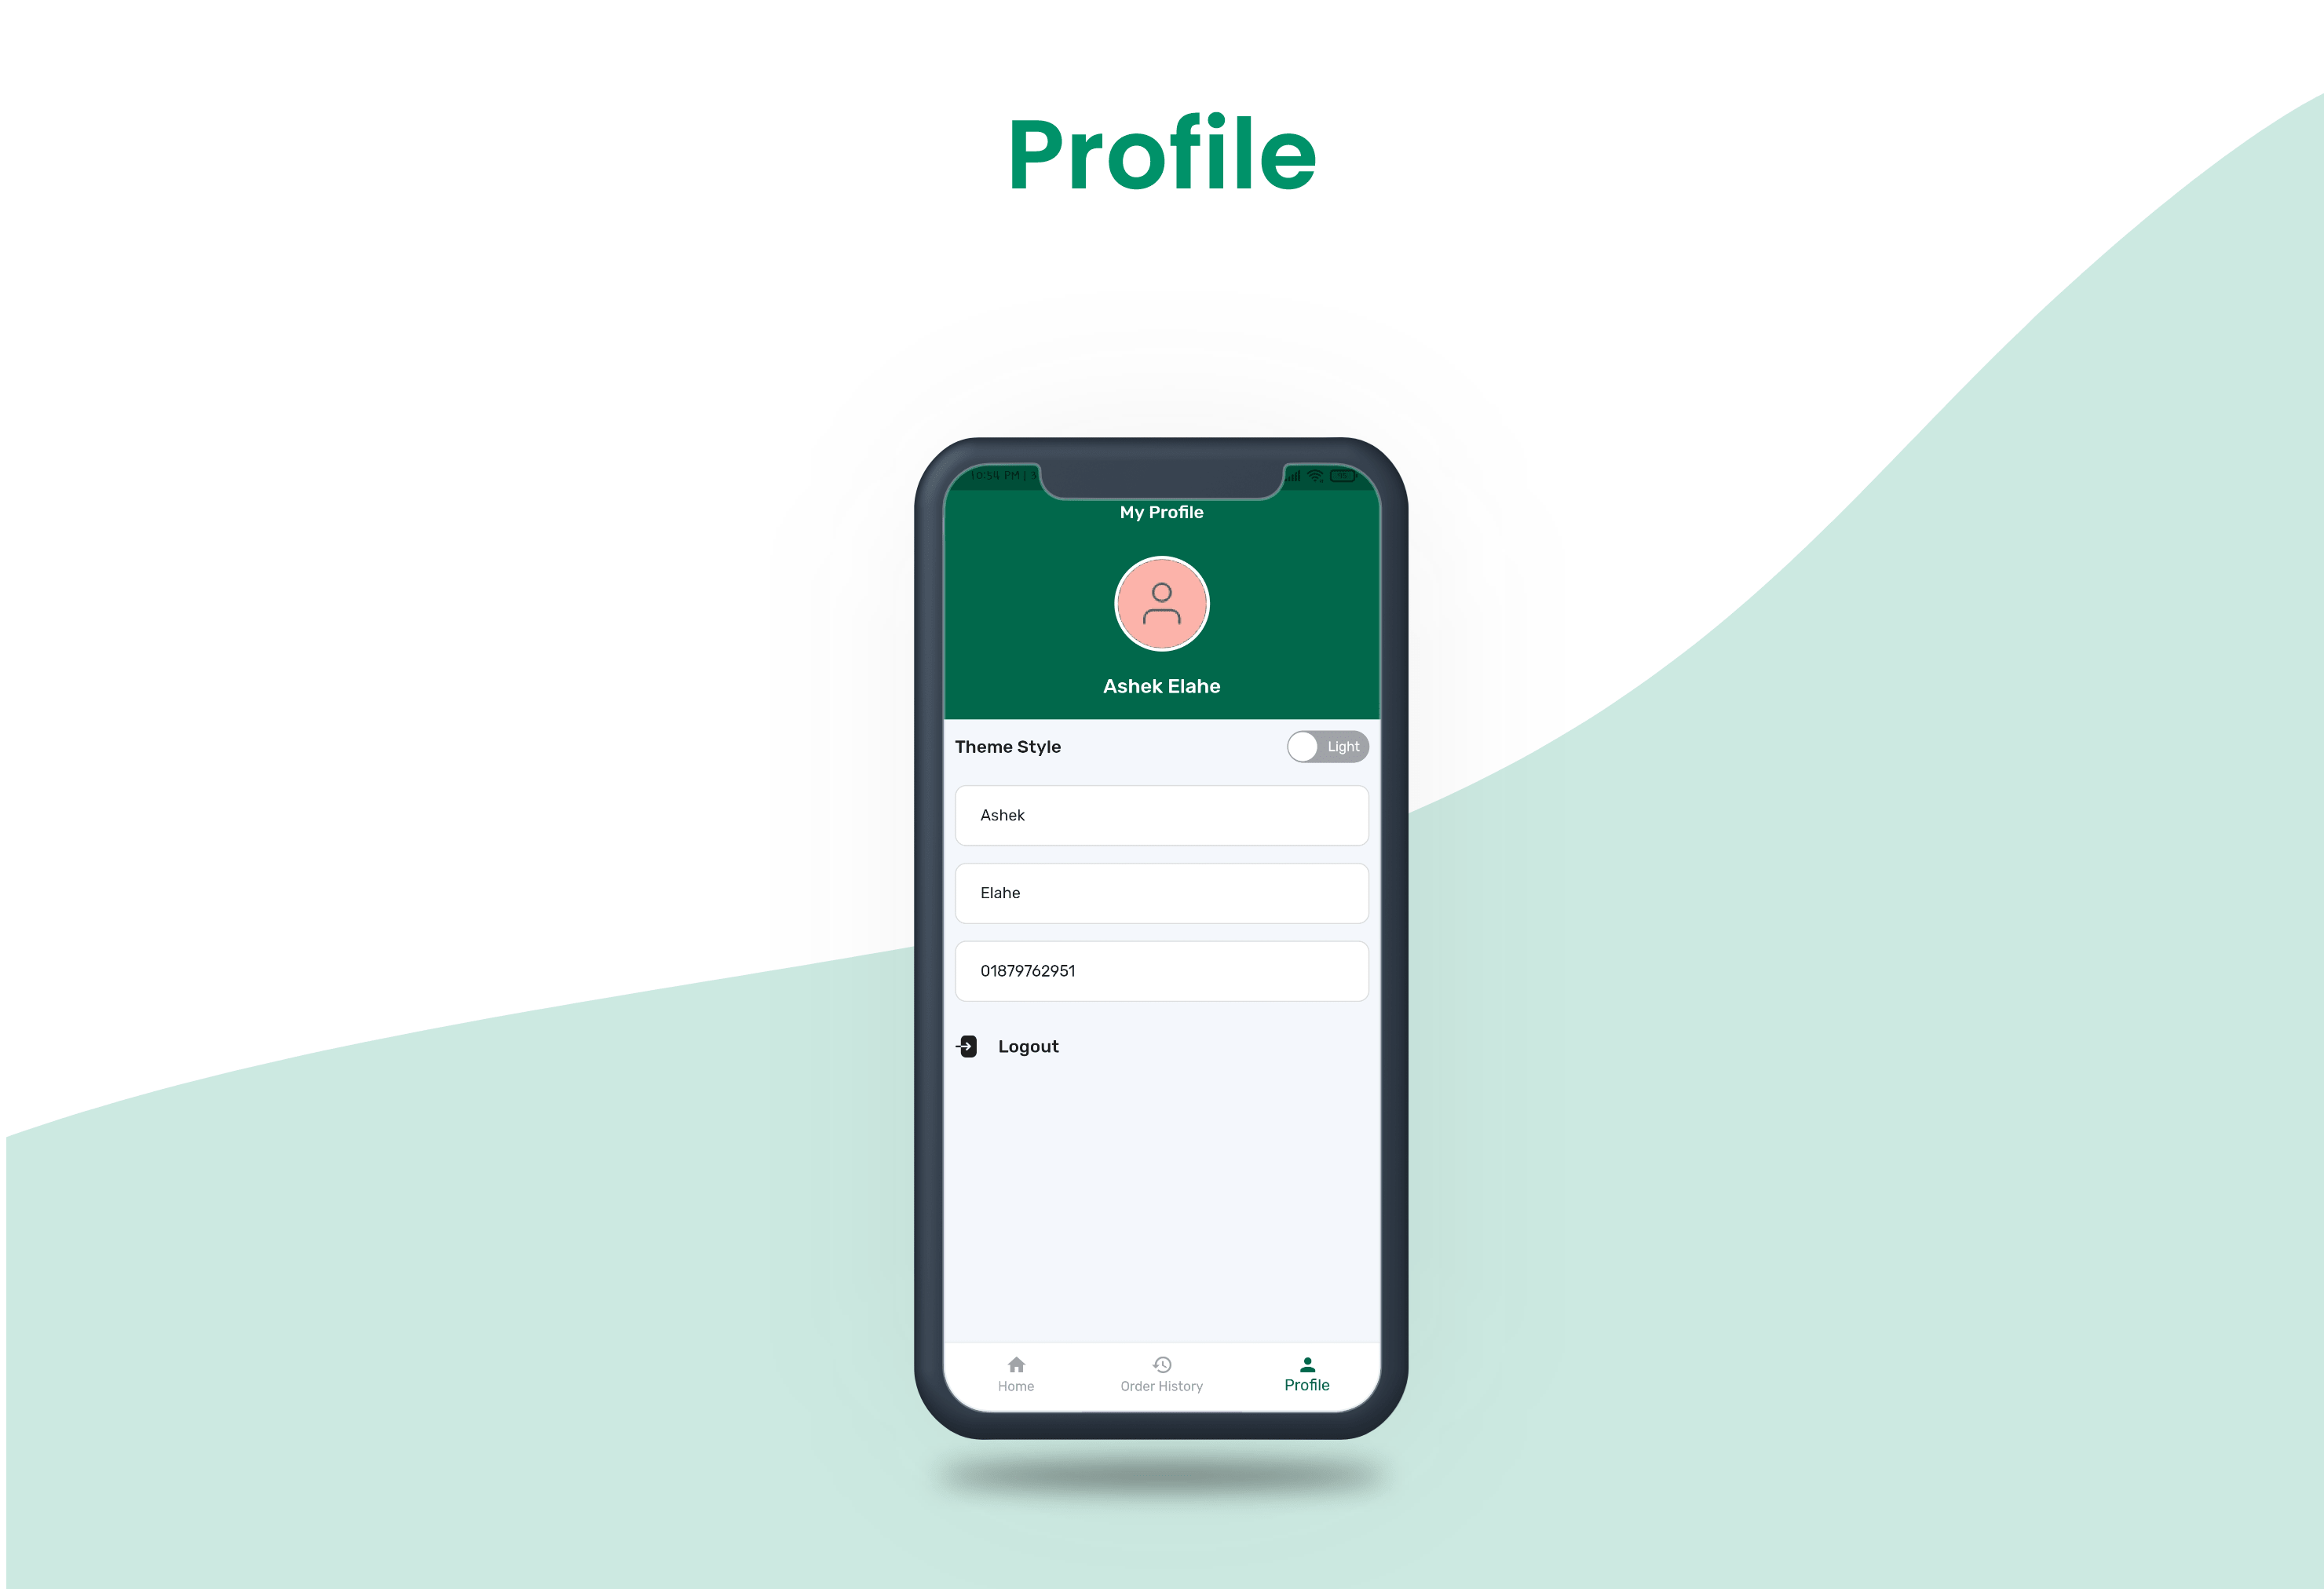 Profile
10:54 PM | 3
My Profile
Ashek Elahe
Theme Style
Light
Ashek
Elahe
01879762951
Logout
Home
Order History
Profile